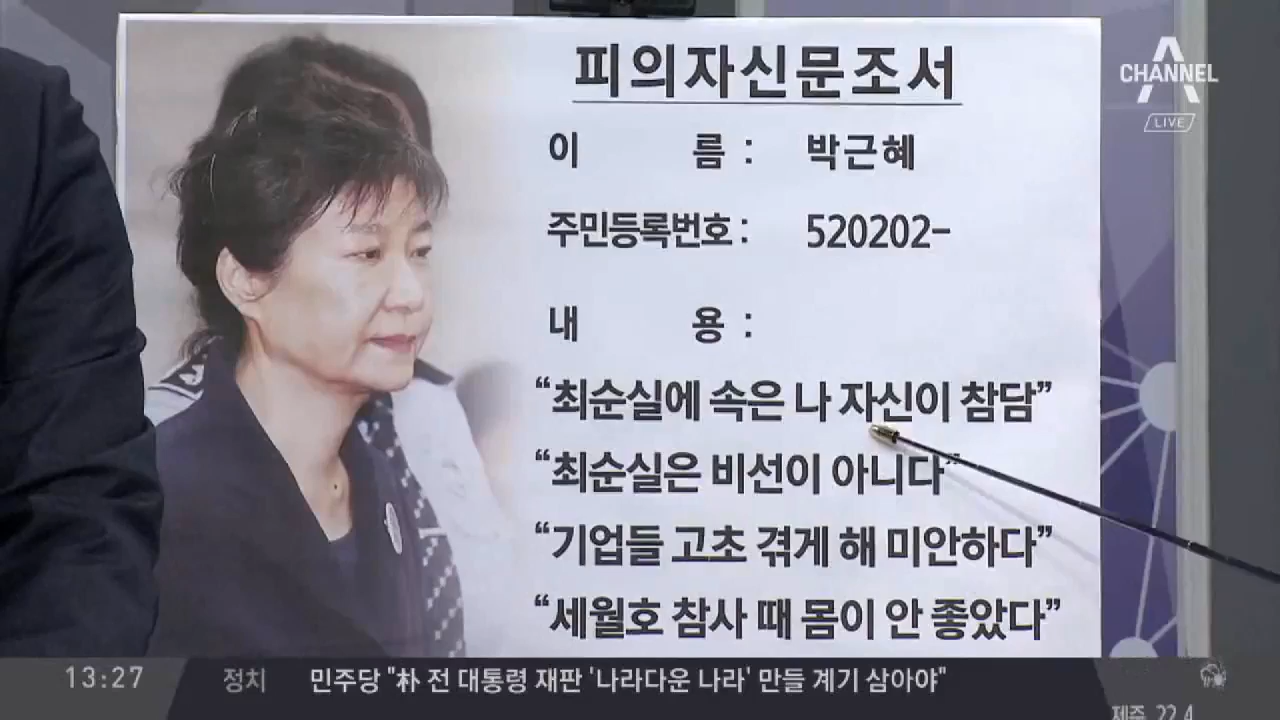 피의자신문조서
CHANNEL A
LIVE
이 름 : 박근혜
주민등록번호 : 520202-
내 용 :
“최순실에 속은 나 자신이 참담”
“최순실은 비선이 아니다”
“기업들 고초 겪게 해 미안하다”
“세월호 참사 때 몸이 안 좋았다”
13:27 정치 민주당 "朴 전 대통령 재판 '나라다운 나라' 만들 계기 삼아야"
제주 22.4